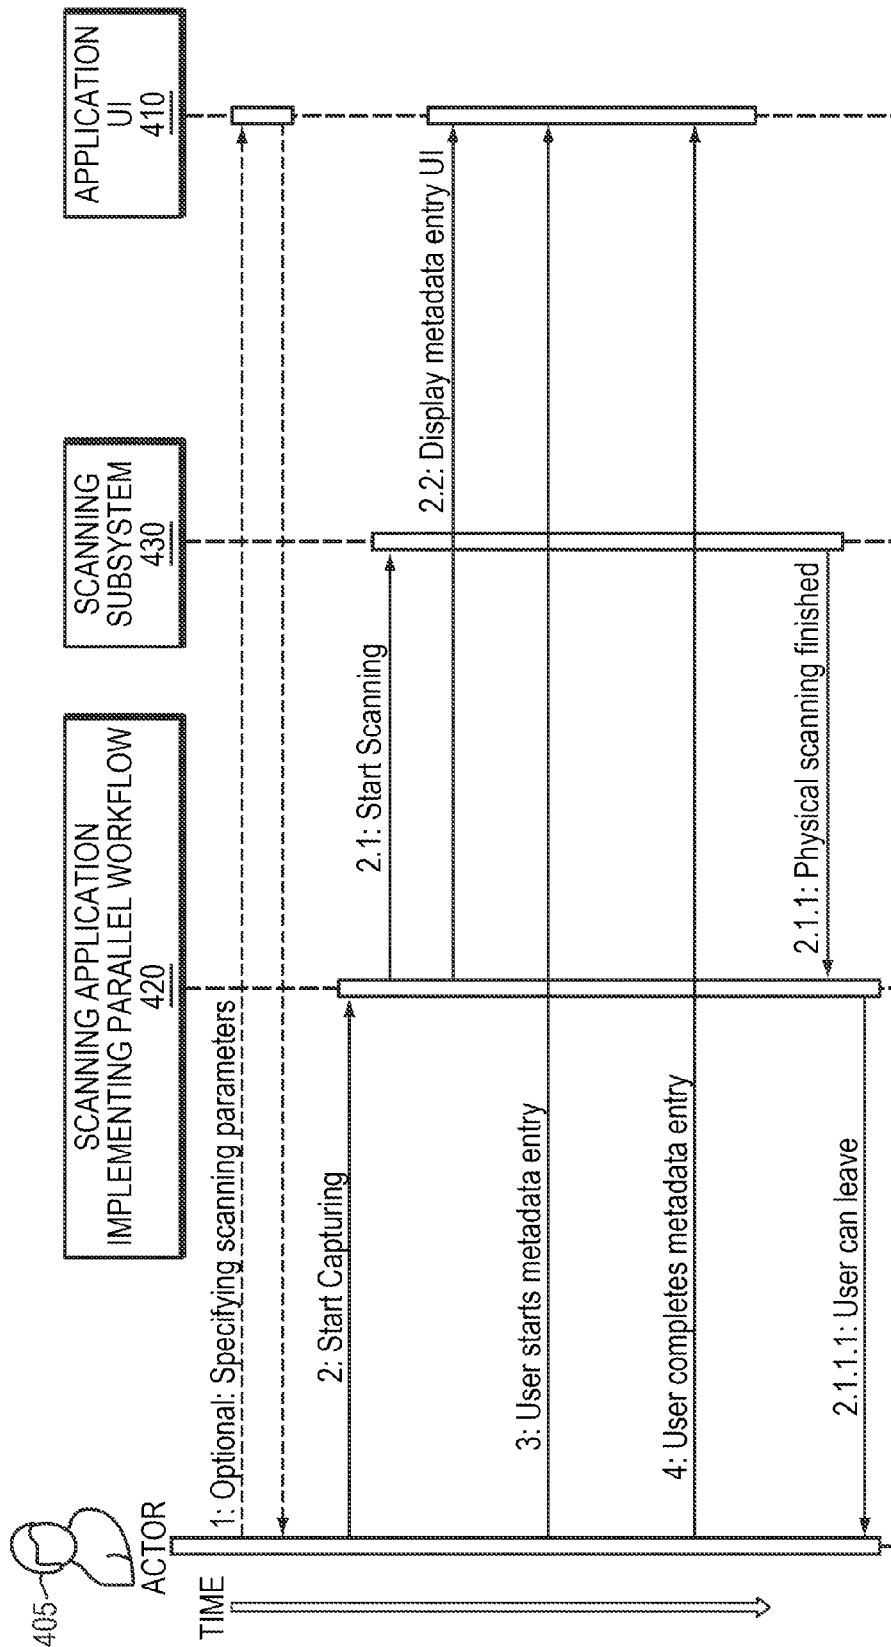 405
ACTOR
TIME
SCANNING APPLICATION
IMPLEMENTING PARALLEL WORKFLOW
420
SCANNING
SUBSYSTEM
430
APPLICATION
UI
410
1: Optional: Specifying scanning parameters
2: Start Capturing
2.1: Start Scanning
2.2: Display metadata entry UI
3: User starts metadata entry
4: User completes metadata entry
2.1.1: Physical scanning finished
2.1.1.1: User can leave